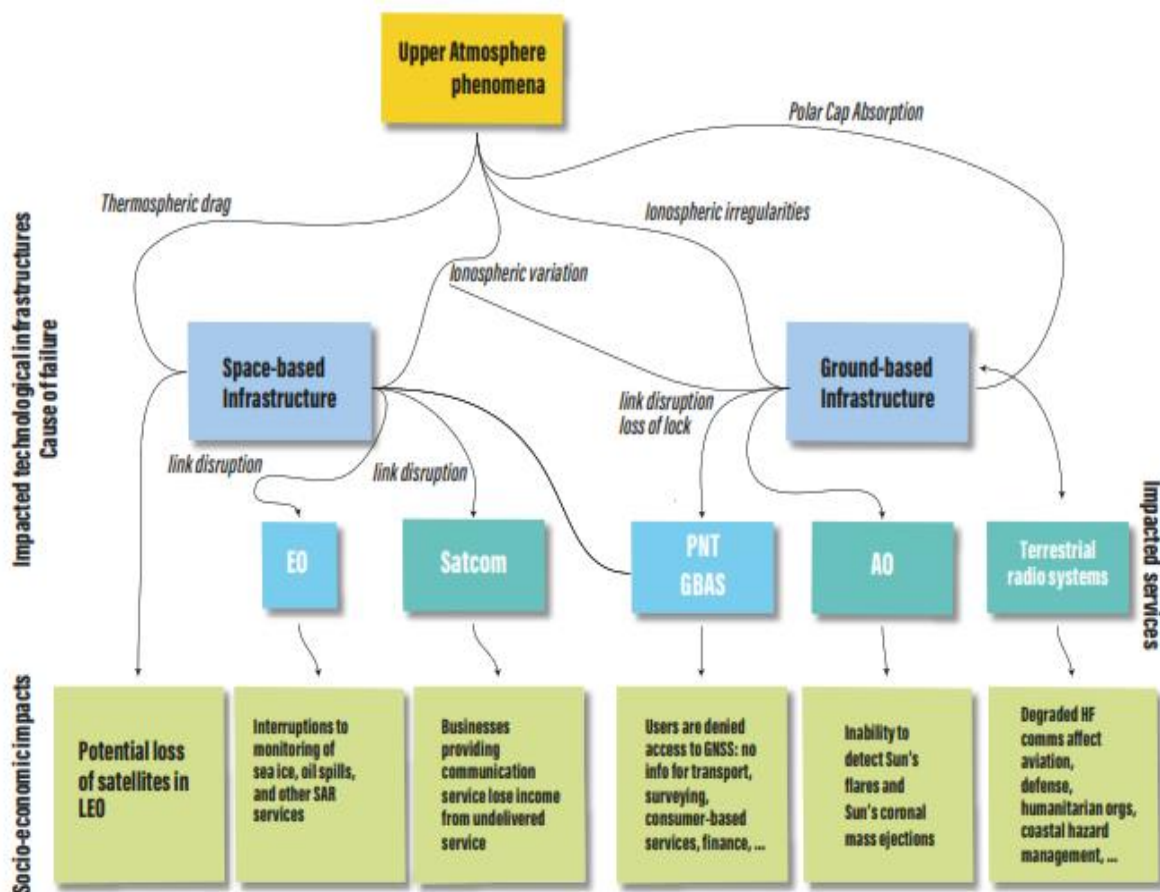 Upper Atmosphere
phenomena
Polar Cap Absorption
Thermospheric drag
Ionospheric irregularities
Ionospheric variation
Impacted technological infrastructures
Cause of failure
Space-based
Infrastructure
Ground-based
Infrastructure
link disruption
loss of lock
link disruption
link disruption
EO
Satcom
PNT
GBAS
AO
Terrestrial
radio systems
Impacted services
Socio-economic impacts
Potential loss
of satellites in
LEO
Interruptions to
monitoring of
sea ice, oil spills,
and other SAR
services
Businesses
providing
communication
service lose income
from undelivered
service
Users are denied
access to GNSS: no
info for transport,
surveying,
consumer-based
services, finance, ...
Inability to
detect Sun's
flares and
Sun's coronal
mass ejections
Degraded HF
comms affect
aviation,
defense,
humanitarian orgs,
coastal hazard
management, ...